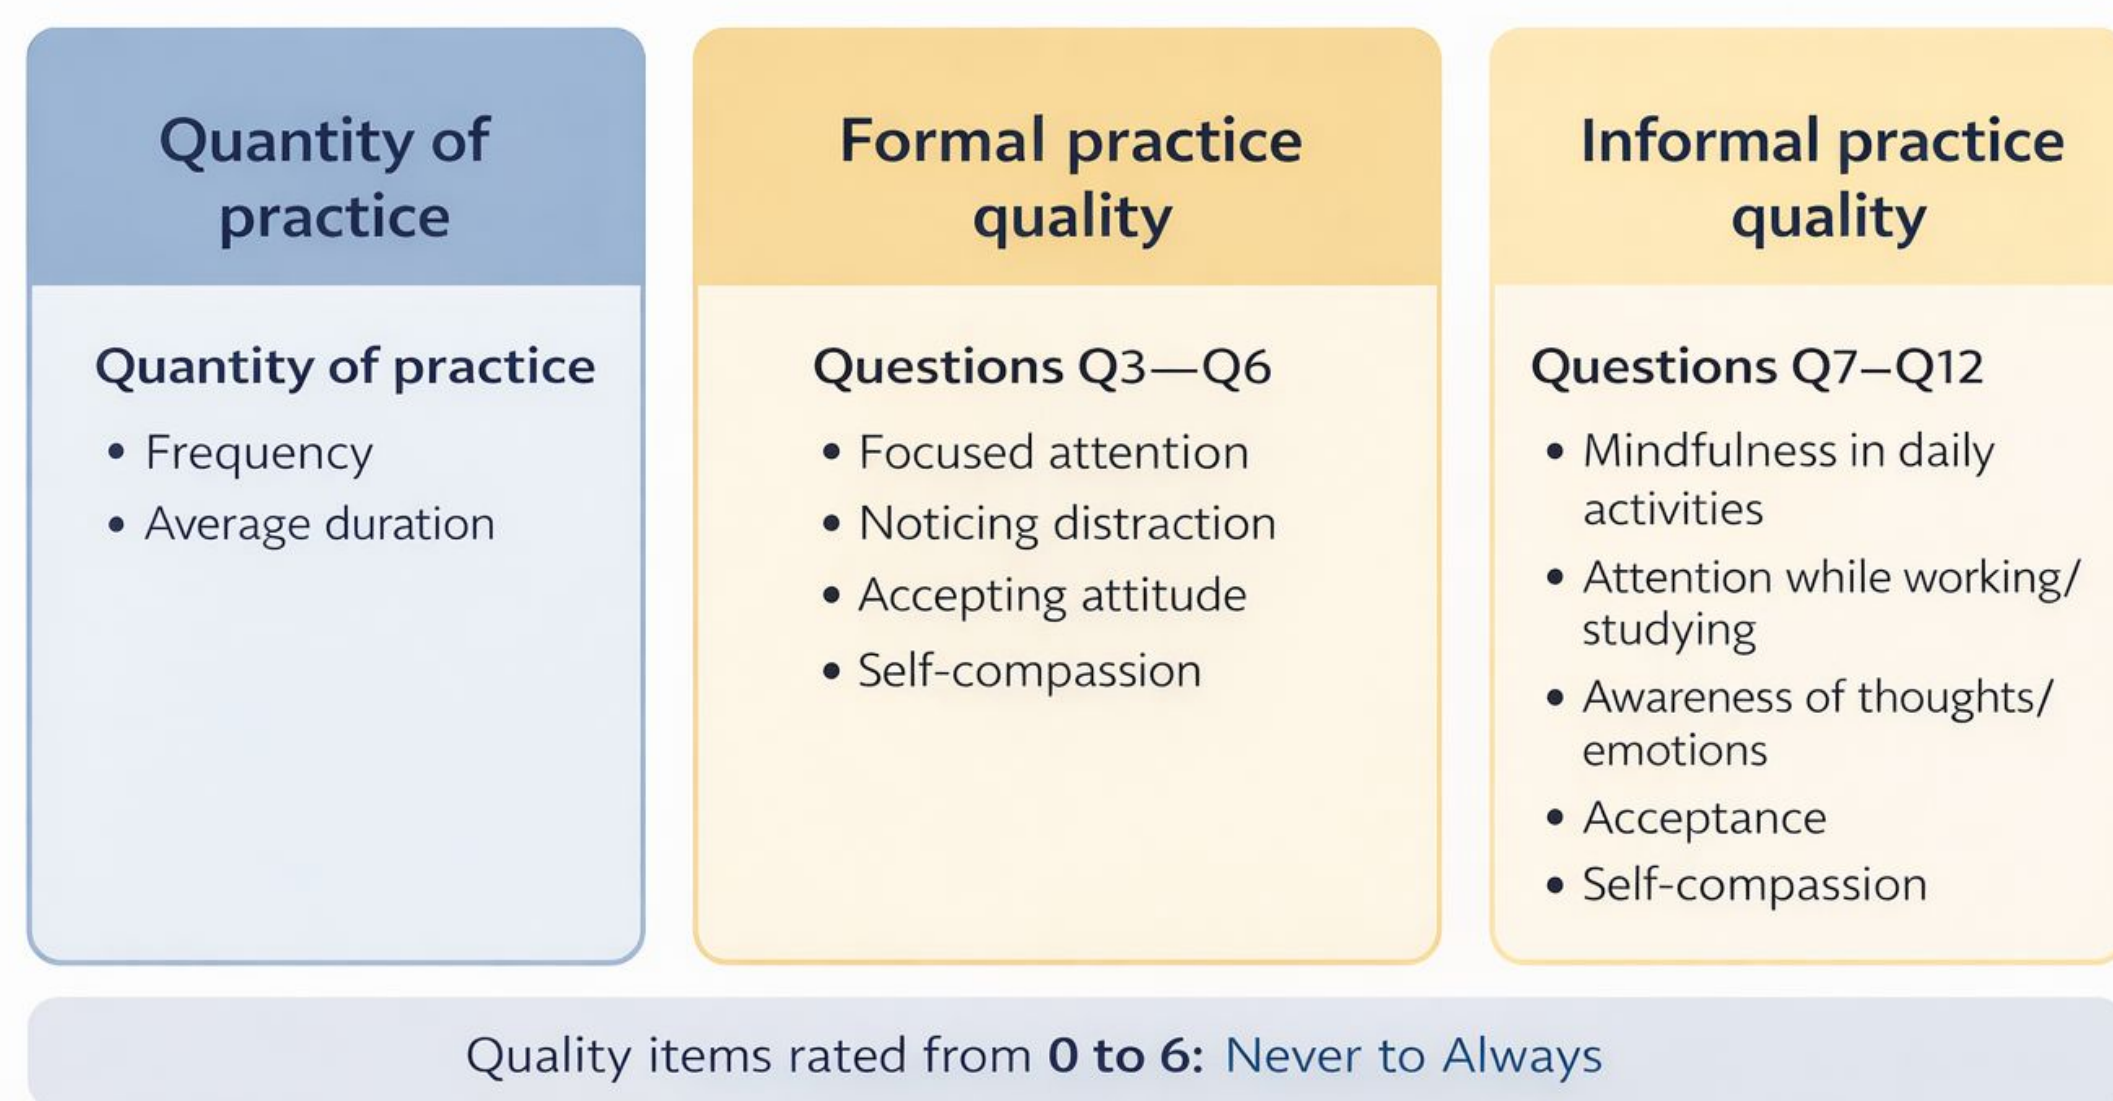 Quantity of
practice
Quantity of practice
• Frequency
• Average duration
Formal practice
quality
Questions Q3—Q6
• Focused attention
• Noticing distraction
• Accepting attitude
• Self-compassion
Informal practice
quality
Questions Q7–Q12
• Mindfulness in daily
activities
• Attention while working/
studying
• Awareness of thoughts/
emotions
• Acceptance
• Self-compassion
Quality items rated from 0 to 6: Never to Always